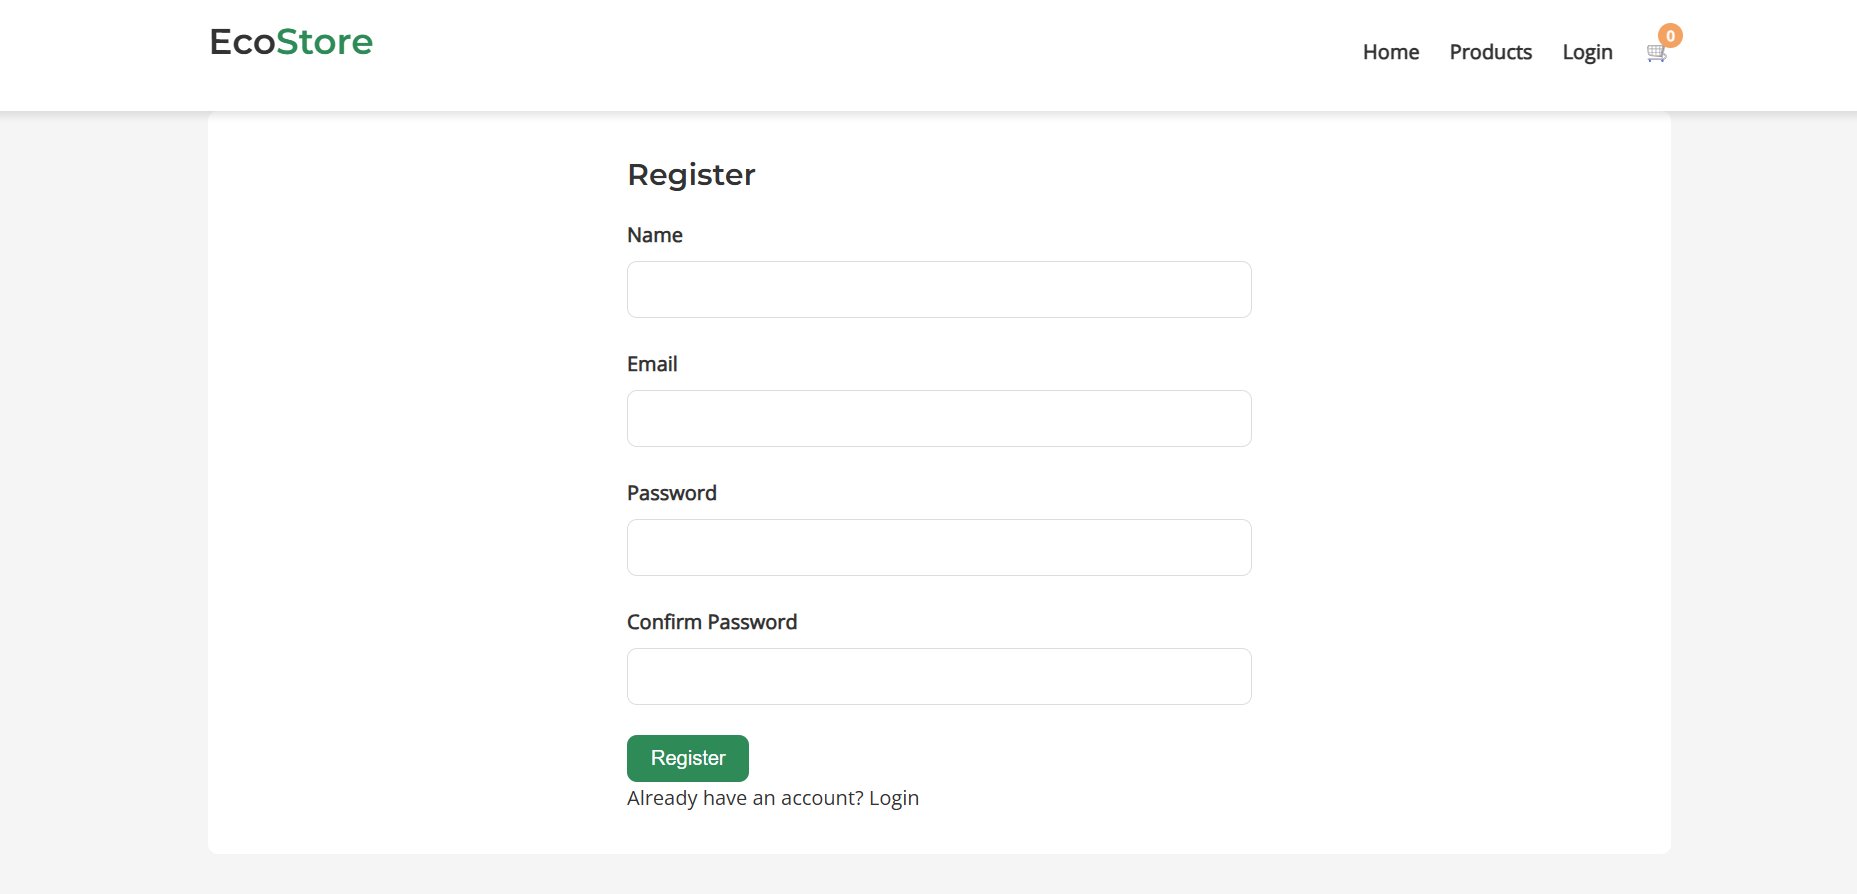 EcoStore
Home Products Login 0
Register
Name
Email
Password
Confirm Password
Register
Already have an account? Login